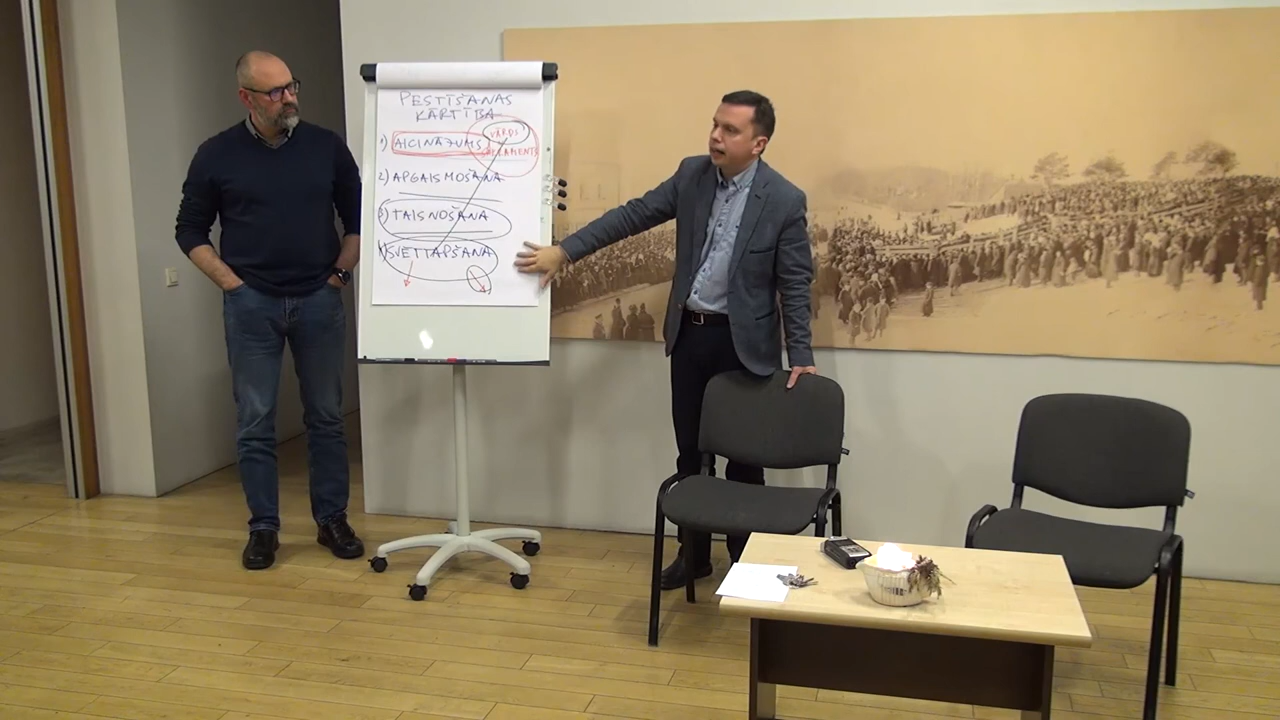 PESTĪŠANAS
KĀRTĪBA
1) AICINĀJUMS VĀRDS
SAKRAMENTS
2) APGAISMOŠANA
3) TAISNOŠANA
4) SVĒTTAPŠANA